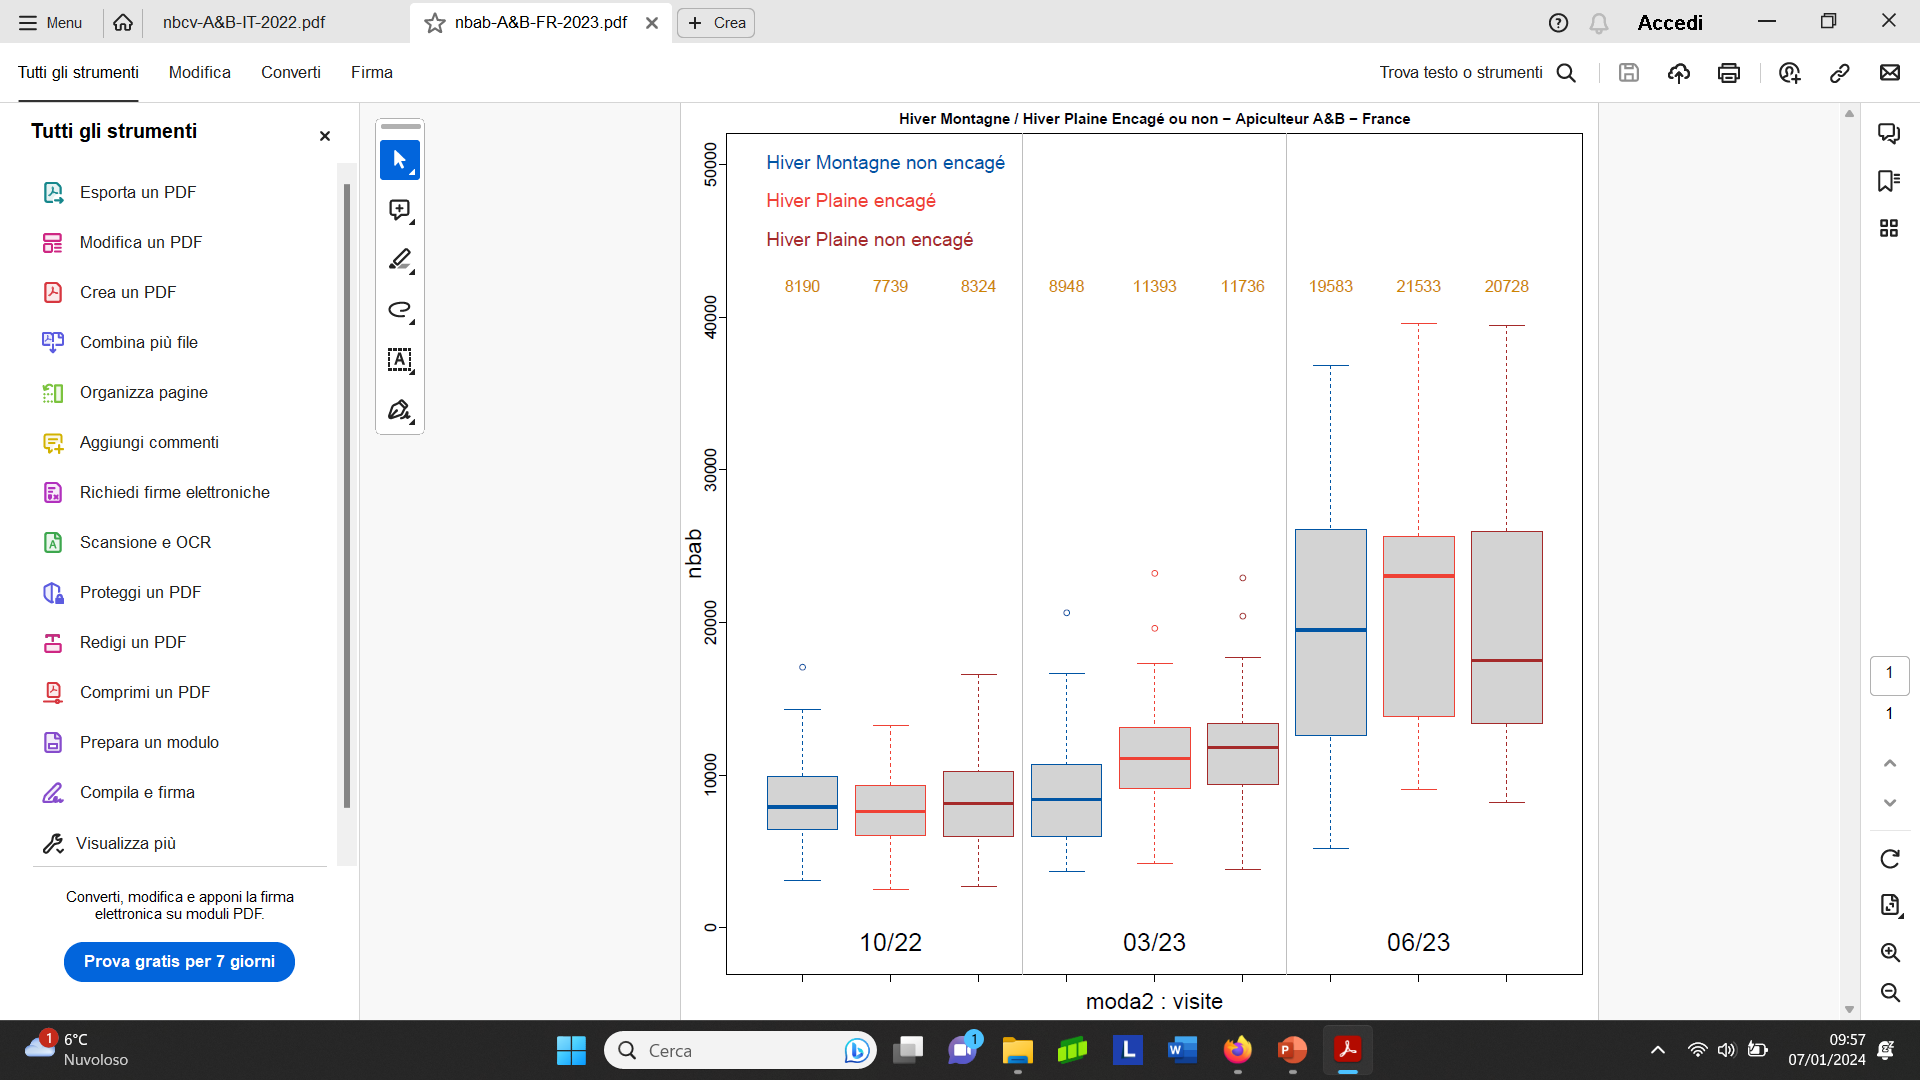 Menu
nbcv-A&B-IT-2022.pdf
nbab-A&B-FR-2023.pdf
Crea
Accedi
Tutti gli strumenti
Modifica
Converti
Firma
Trova testo o strumenti
Tutti gli strumenti
Esporta un PDF
Modifica un PDF
Crea un PDF
Combina più file
Organizza pagine
Aggiungi commenti
Richiedi firme elettroniche
Scansione e OCR
Proteggi un PDF
Redigi un PDF
Comprimi un PDF
Prepara un modulo
Compila e firma
Visualizza più
Converti, modifica e apponi la firma
elettronica su moduli PDF.
Prova gratis per 7 giorni
Hiver Montagne / Hiver Plaine Encagé ou non – Apiculteur A&B – France
Hiver Montagne non encagé
Hiver Plaine encagé
Hiver Plaine non encagé
8190 7739 8324 8948 11393 11736 19583 21533 20728
50000
40000
30000
20000
10000
0
nbab
10/22 03/23 06/23
moda2 : visite
1
1
1
6°C
Nuvoloso
Cerca
1
09:57
07/01/2024